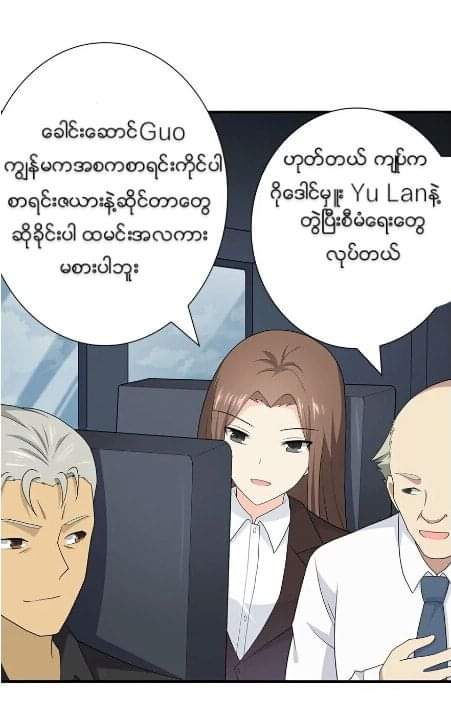 ခေါင်းဆောင်Guo
ကျွန်မကအစကစာရင်းကိုင်ပါ
စာရင်းဇယားနဲ့ဆိုင်တာတွေ
ဆိုခိုင်းပါ ထမင်းအလကား
မစားပါဘူး
ဟုတ်တယ် ကျုပ်က
ဂိုဒေါင်မှူး Yu Lanနဲ့
တွဲပြီးစီမံရေးတွေ
လုပ်တယ်